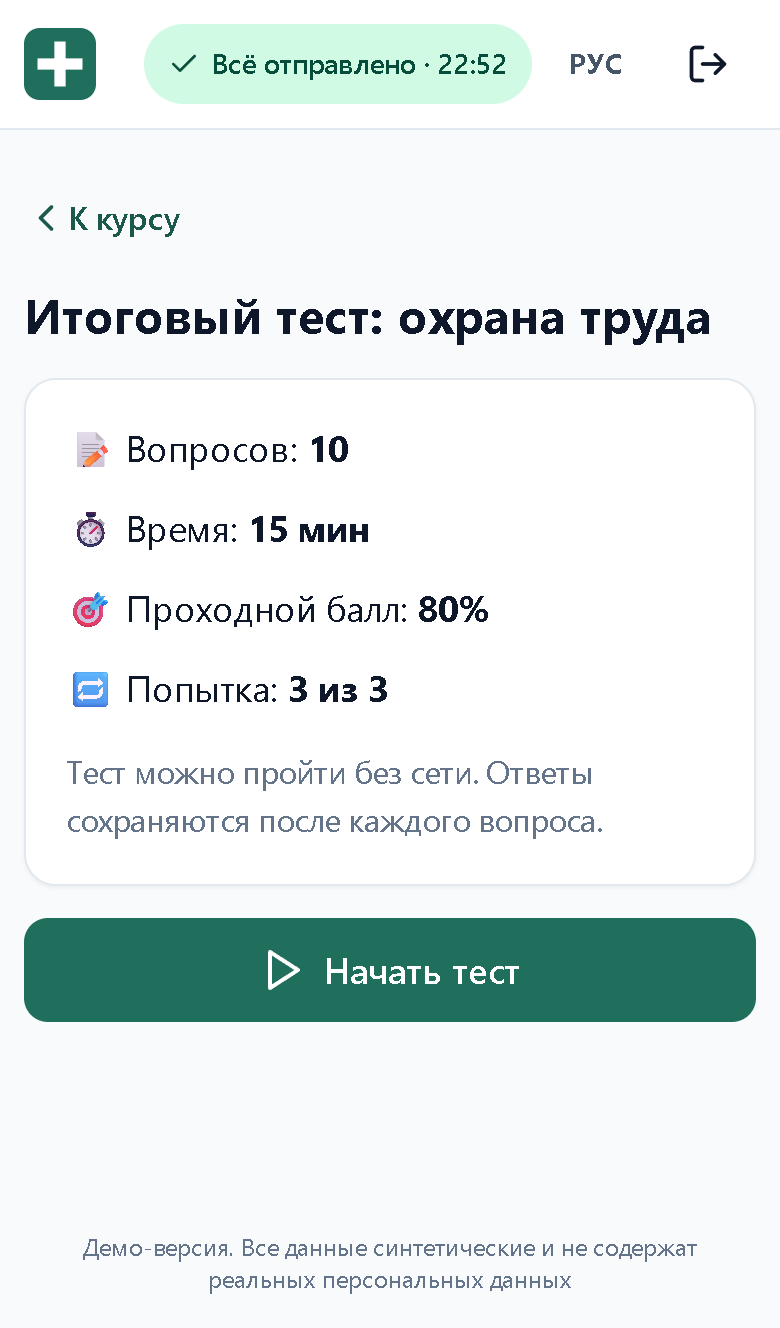 Всё отправлено · 22:52
РУС
К курсу
Итоговый тест: охрана труда
Вопросов: 10
Время: 15 мин
Проходной балл: 80%
Попытка: 3 из 3
Тест можно пройти без сети. Ответы
сохраняются после каждого вопроса.
Начать тест
Демо-версия. Все данные синтетические и не содержат
реальных персональных данных